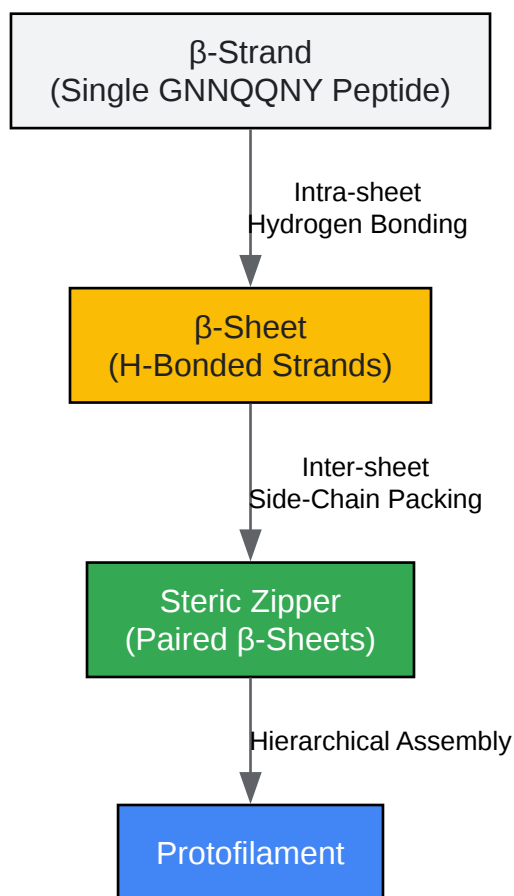 β-Strand
(Single GNNQQNY Peptide)
Intra-sheet
Hydrogen Bonding
β-Sheet
(H-Bonded Strands)
Inter-sheet
Side-Chain Packing
Steric Zipper
(Paired β-Sheets)
Hierarchical Assembly
Protofilament